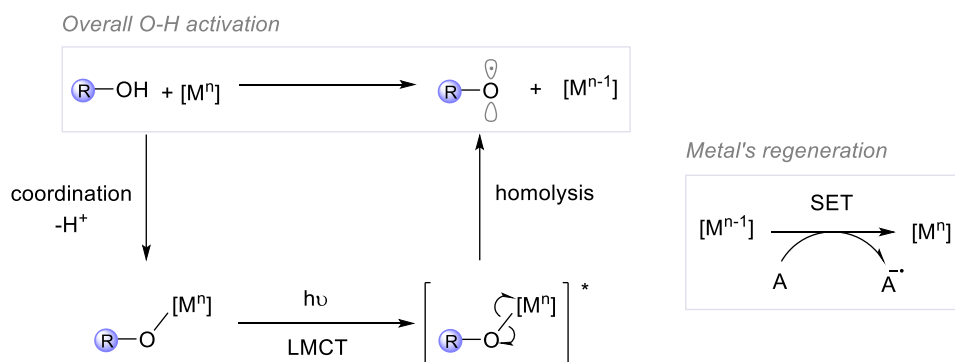 Overall O-H activation
R-OH + [Mⁿ] R-O + [Mⁿ⁻¹]
coordination
-H⁺
homolysis
Metal's regeneration
SET
[Mⁿ⁻¹] [Mⁿ]
A A⁻•
[Mⁿ] hυ [Mⁿ] *
R-O LMCT R-O